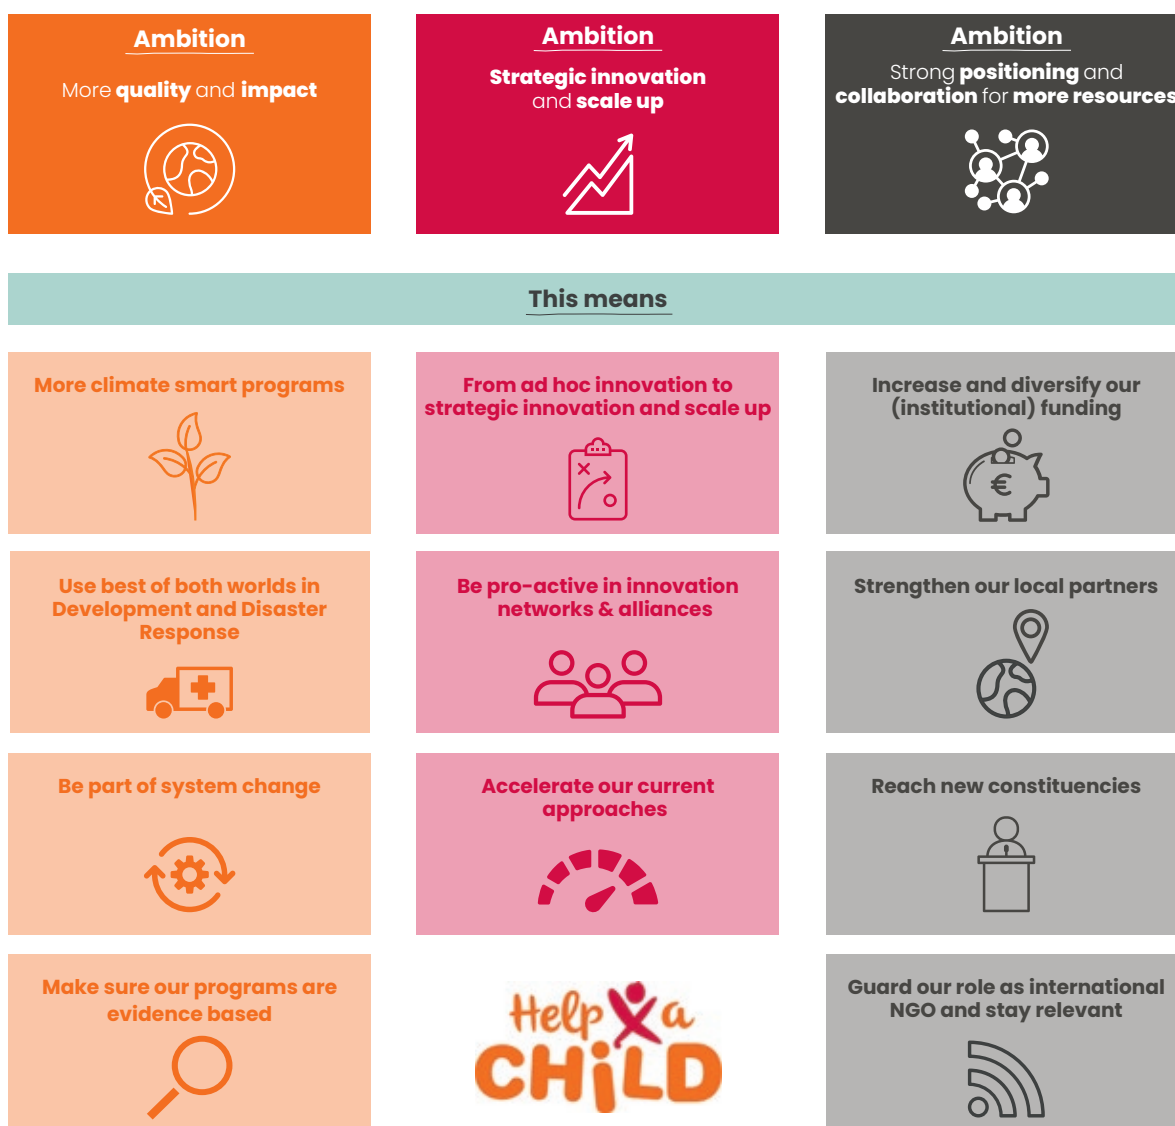 Ambition
More quality and impact
Ambition
Strategic innovation
and scale up
Ambition
Strong positioning and
collaboration for more resources
This means
More climate smart programs
From ad hoc innovation to
strategic innovation and scale up
Increase and diversify our
(institutional) funding
€
Use best of both worlds in
Development and Disaster
Response
Be pro-active in innovation
networks & alliances
Strengthen our local partners
Be part of system change
Accelerate our current
approaches
Reach new constituencies
Make sure our programs are
evidence based
Help a
CHiLD
Guard our role as international
NGO and stay relevant